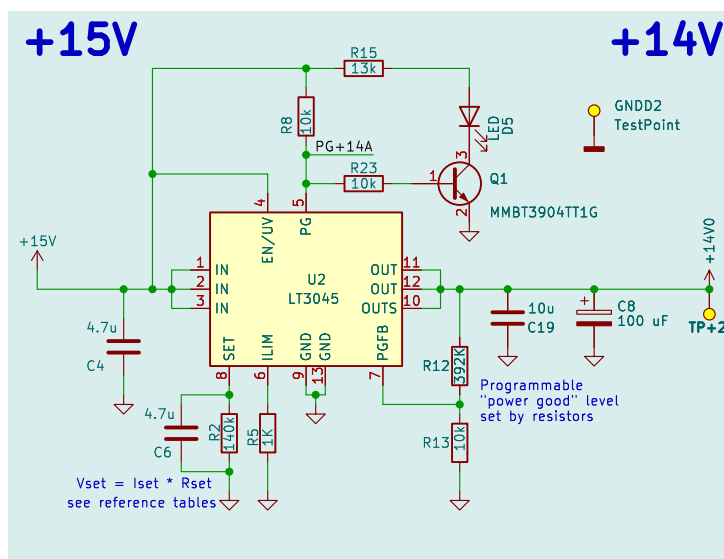 +15V
+14V
R15
13k
R8
10k
LED
D5
GNDD2
TestPoint
PG+14A
3
R23
10k
1
Q1
2
MMBT3904TT1G
4
5
EN/UV
PG
+15V
+14V0
1
IN
2
IN
3
IN
U2
LT3045
OUT
11
OUT
12
OUTS
10
10u
C19
+
C8
100 uF
TP+2
4.7u
C4
SET
ILIM
GND
GND
PGFB
8
6
9
13
7
R12
392K
Programmable
"power good" level
set by resistors
4.7u
C6
R2
140k
R5
1K
R13
10k
Vset = Iset * Rset
see reference tables